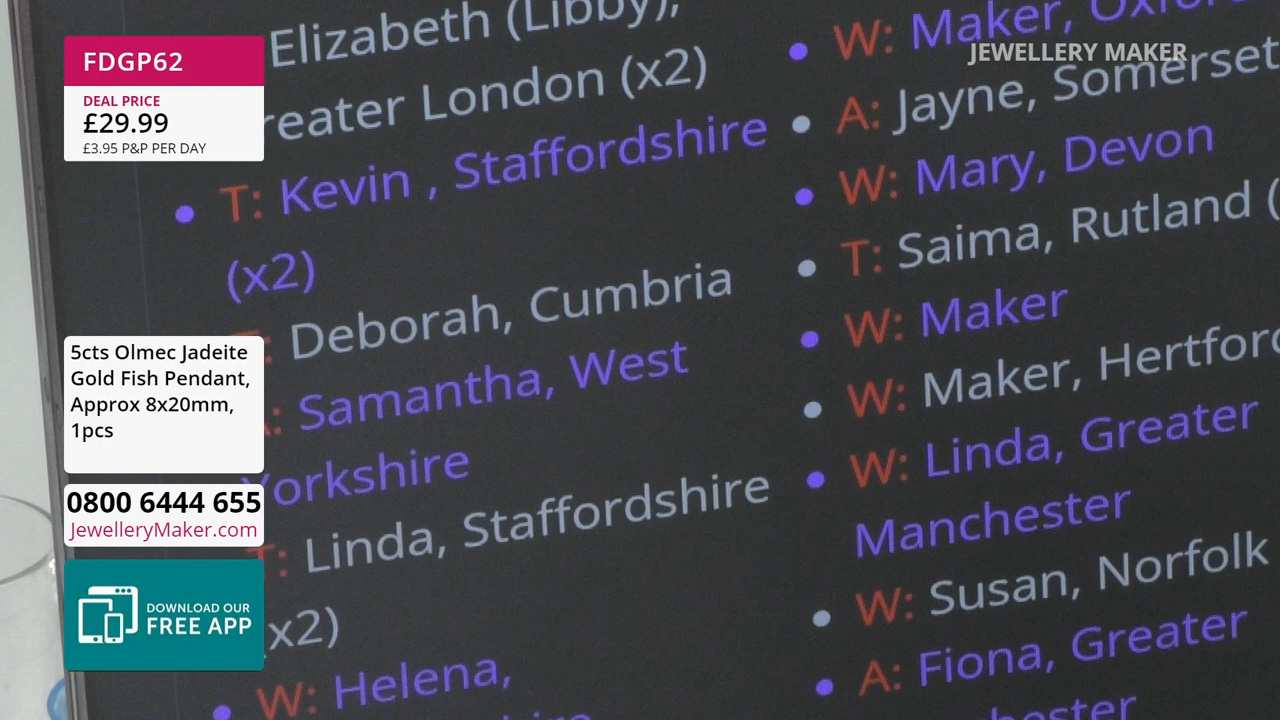 FDGP62
DEAL PRICE
£29.99
£3.95 P&P PER DAY
5cts Olmec Jadeite
Gold Fish Pendant,
Approx 8x20mm,
1pcs
0800 6444 655
JewelleryMaker.com
DOWNLOAD OUR
FREE APP
JEWELLERY MAKER
Elizabeth (Libby),
reater London (x2)
T: Kevin , Staffordshire
(x2)
Deborah, Cumbria
Samantha, West
Yorkshire
T: Linda, Staffordshire
x2)
W: Helena,
W: Maker,
A: Jayne, Somerset
W: Mary, Devon
T: Saima, Rutland (
W: Maker
W: Maker, Hertford
W: Linda, Greater
Manchester
W: Susan, Norfolk
A: Fiona, Greater